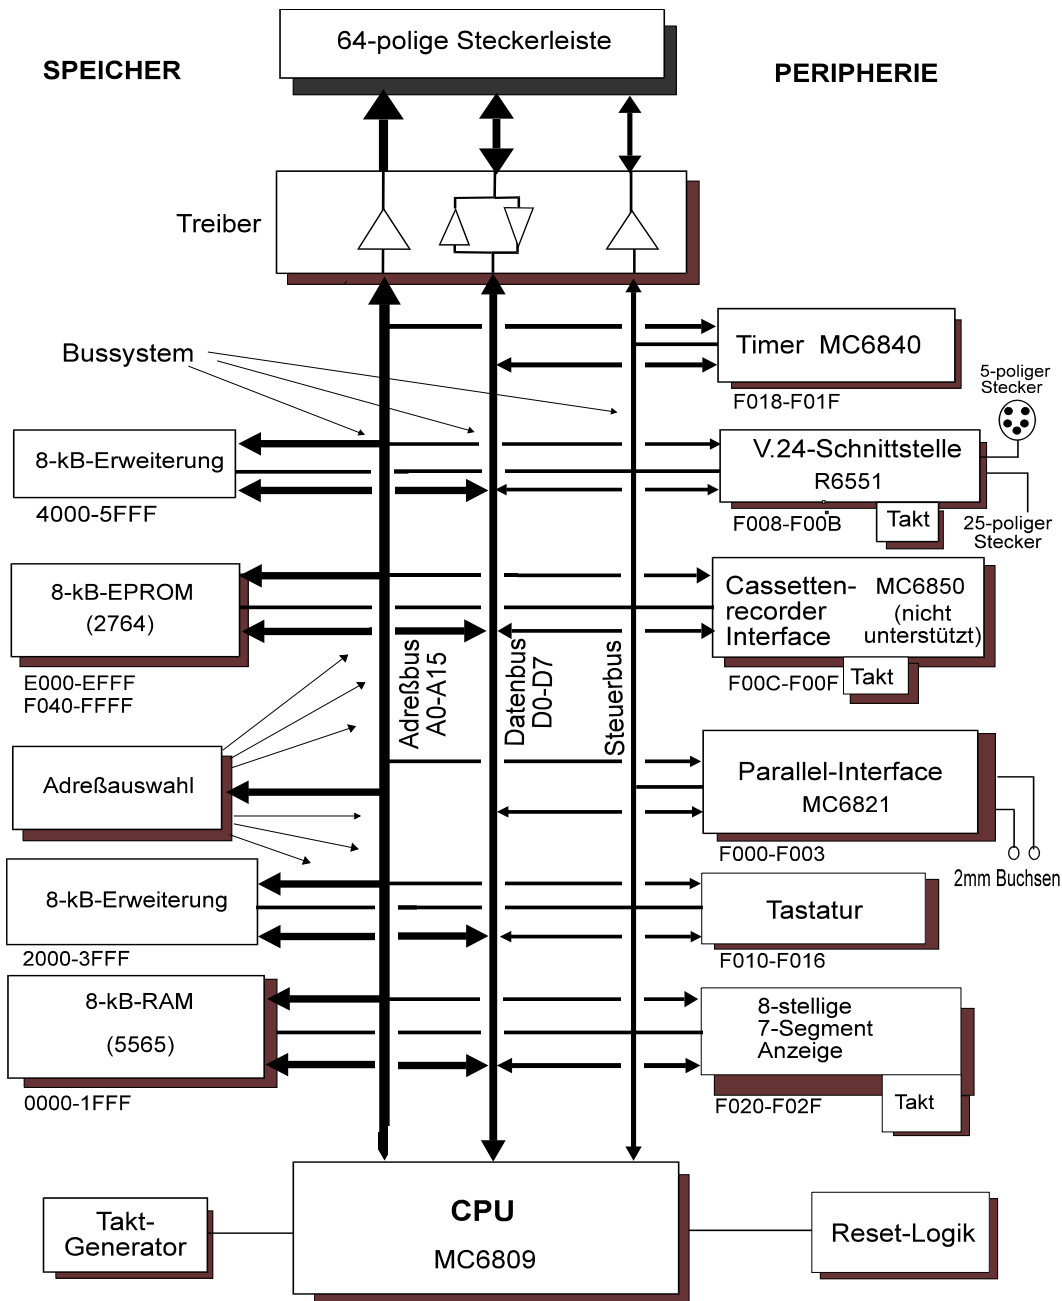 64-polige Steckerleiste
SPEICHER
PERIPHERIE
Treiber
Bussystem
Timer MC6840
F018-F01F
5-poliger
Stecker
8-kB-Erweiterung
4000-5FFF
V.24-Schnittstelle
R6551
F008-F00B
Takt
25-poliger
Stecker
8-kB-EPROM
(2764)
E000-EFFF
F040-FFFF
Cassetten-
recorder
Interface
MC6850
(nicht
unterstützt)
F00C-F00F
Takt
Adreßbus
A0-A15
Datenbus
D0-D7
Steuerbus
Adreßauswahl
Parallel-Interface
MC6821
F000-F003
2mm Buchsen
8-kB-Erweiterung
2000-3FFF
Tastatur
F010-F016
8-kB-RAM
(5565)
0000-1FFF
8-stellige
7-Segment
Anzeige
F020-F02F
Takt
Takt-
Generator
CPU
MC6809
Reset-Logik